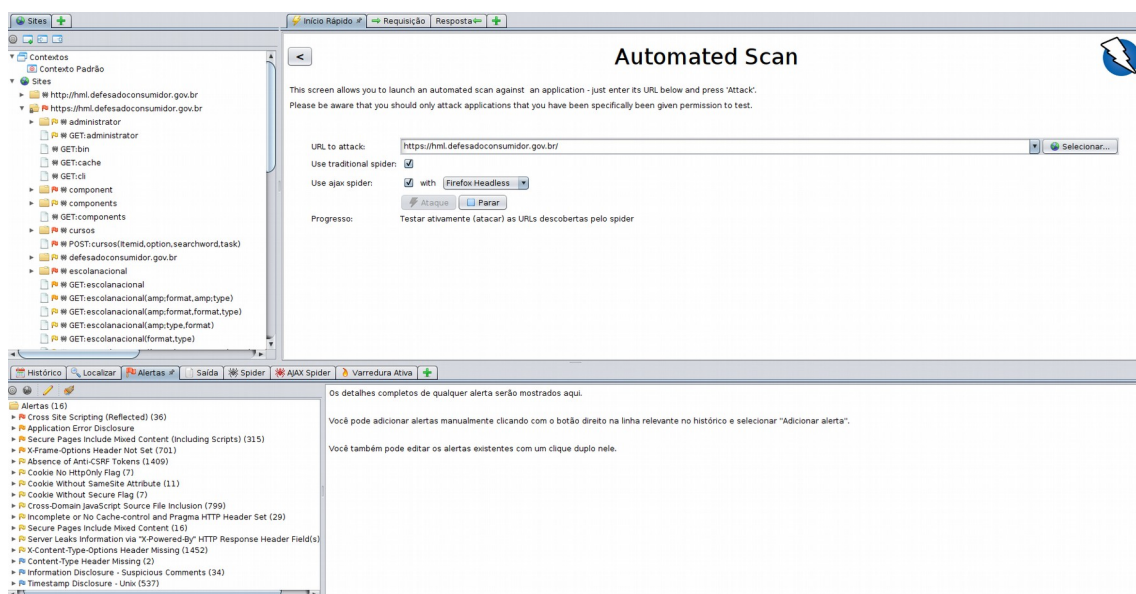 Sites
Início Rápido
Requisição
Resposta
Contextos
Contexto Padrão
Sites
http://hml.defesadoconsumidor.gov.br
https://hml.defesadoconsumidor.gov.br
administrator
GET:administrator
GET:bin
GET:cache
GET:cli
component
components
GET:components
cursos
POST:cursos(Itemid,option,searchword,task)
defesadoconsumidor.gov.br
escolanacional
GET:escolanacional
GET:escolanacional(amp;format,amp;type)
GET:escolanacional(amp;format,format,type)
GET:escolanacional(amp;type,format)
GET:escolanacional(format,type)
<
Automated Scan
This screen allows you to launch an automated scan against an application - just enter its URL below and press 'Attack'.
Please be aware that you should only attack applications that you have been specifically been given permission to test.
URL to attack: https://hml.defesadoconsumidor.gov.br/ Selecionar...
Use traditional spider:
Use ajax spider: with Firefox Headless
Ataque Parar
Progresso: Testar ativamente (atacar) as URLs descobertas pelo spider
Histórico Localizar Alertas Saída Spider AJAX Spider Varredura Ativa
Alertas (16)
Cross Site Scripting (Reflected) (36)
Application Error Disclosure
Secure Pages Include Mixed Content (Including Scripts) (315)
X-Frame-Options Header Not Set (701)
Absence of Anti-CSRF Tokens (1409)
Cookie No HttpOnly Flag (7)
Cookie Without SameSite Attribute (11)
Cookie Without Secure Flag (7)
Cross-Domain JavaScript Source File Inclusion (799)
Incomplete or No Cache-control and Pragma HTTP Header Set (29)
Secure Pages Include Mixed Content (16)
Server Leaks Information via "X-Powered-By" HTTP Response Header Field(s)
X-Content-Type-Options Header Missing (1452)
Content-Type Header Missing (2)
Information Disclosure - Suspicious Comments (34)
Timestamp Disclosure - Unix (537)
Os detalhes completos de qualquer alerta serão mostrados aqui.
Você pode adicionar alertas manualmente clicando com o botão direito na linha relevante no histórico e selecionar "Adicionar alerta".
Você também pode editar os alertas existentes com um clique duplo nele.